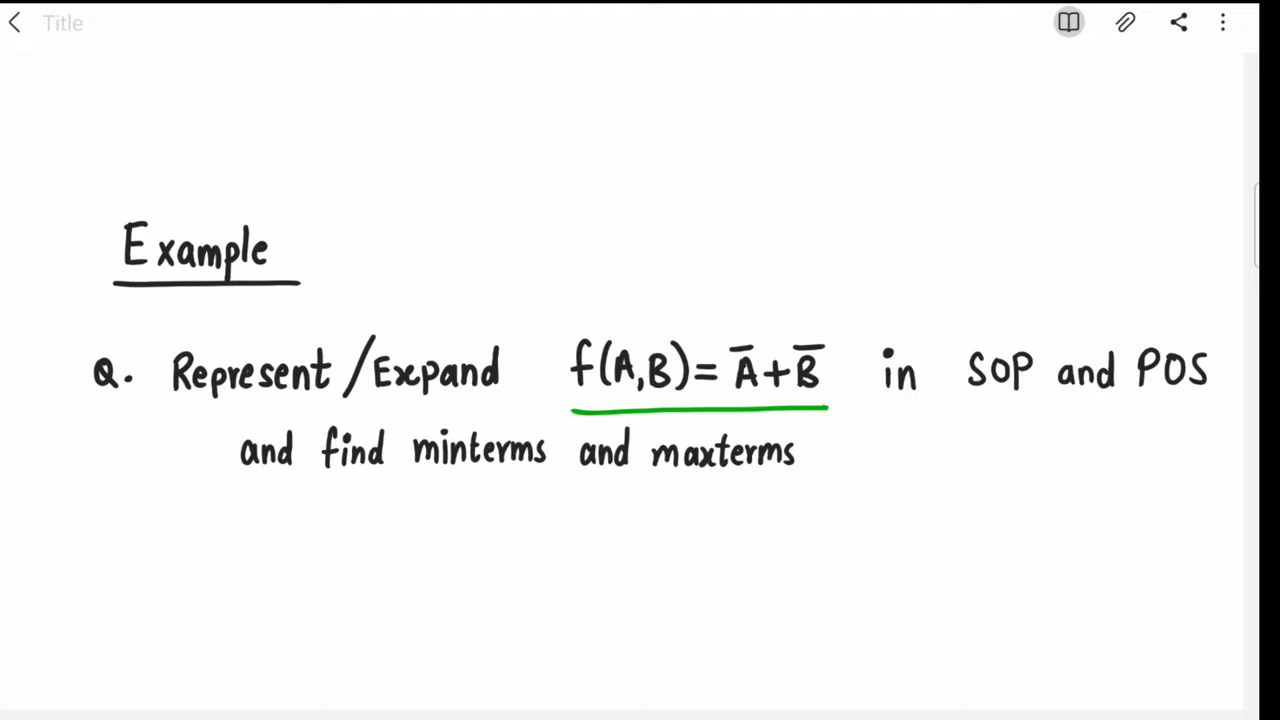 Title
Example
Q. Represent/Expand f(A,B)= A̅+B̅ in SOP and POS
and find minterms and maxterms